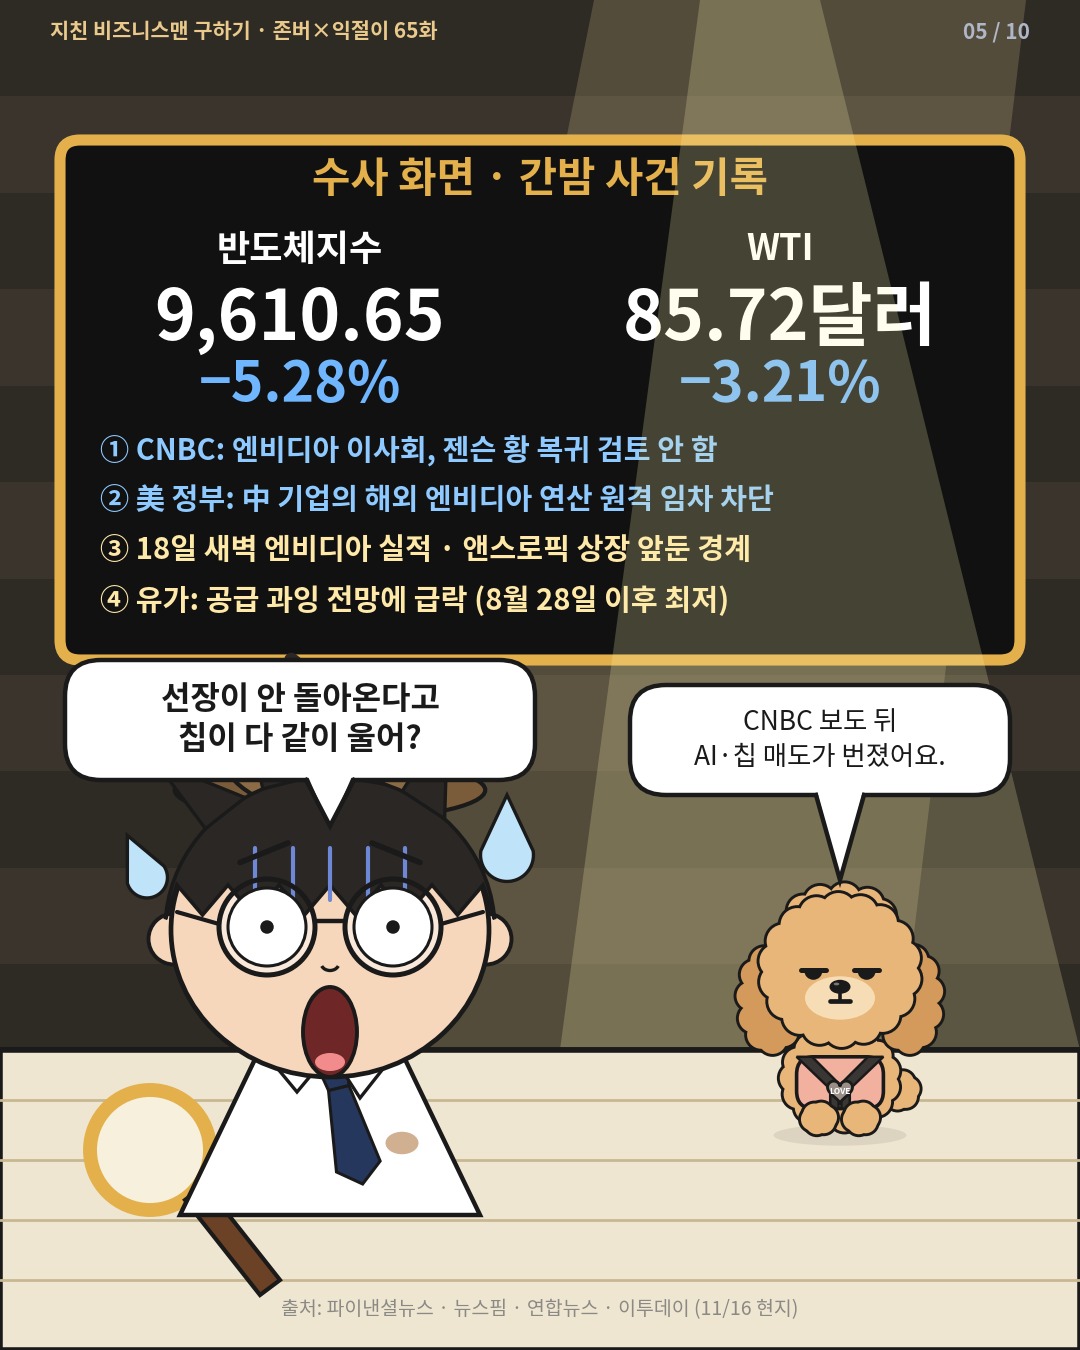 지친 비즈니스맨 구하기 · 존버×익절이 65화
05 / 10
수사 화면 · 간밤 사건 기록
반도체지수
9,610.65
−5.28%
WTI
85.72달러
−3.21%
① CNBC: 엔비디아 이사회, 젠슨 황 복귀 검토 안 함
② 美 정부: 中 기업의 해외 엔비디아 연산 원격 임차 차단
③ 18일 새벽 엔비디아 실적 · 앤스로픽 상장 앞둔 경계
④ 유가: 공급 과잉 전망에 급락 (8월 28일 이후 최저)
선장이 안 돌아온다고
칩이 다 같이 울어?
CNBC 보도 뒤
AI·칩 매도가 번졌어요.
LOVE
출처: 파이낸셜뉴스 · 뉴스핌 · 연합뉴스 · 이투데이 (11/16 현지)